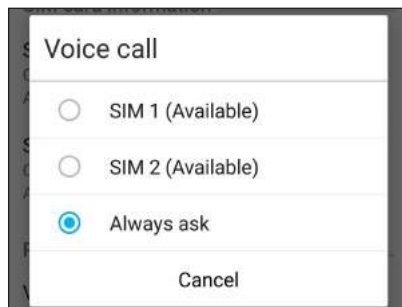 Voice call
SIM 1 (Available)
SIM 2 (Available)
Always ask
Cancel